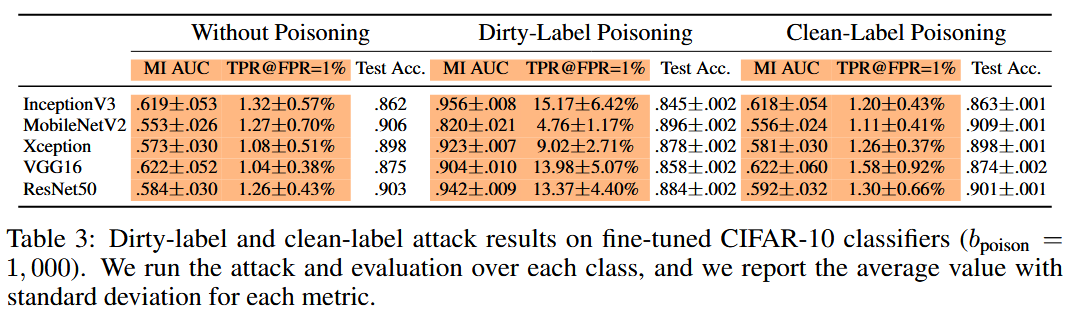 Without Poisoning Dirty-Label Poisoning Clean-Label Poisoning
MI AUC TPR@FPR=1% Test Acc. MI AUC TPR@FPR=1% Test Acc. MI AUC TPR@FPR=1% Test Acc.
InceptionV3 .619±.053 1.32±0.57% .862 .956±.008 15.17±6.42% .845±.002 .618±.054 1.20±0.43% .863±.001
MobileNetV2 .553±.026 1.27±0.70% .906 .820±.021 4.76±1.17% .896±.002 .556±.024 1.11±0.41% .909±.001
Xception .573±.030 1.08±0.51% .898 .923±.007 9.02±2.71% .878±.002 .581±.030 1.26±0.37% .898±.001
VGG16 .622±.052 1.04±0.38% .875 .904±.010 13.98±5.07% .858±.002 .622±.060 1.58±0.92% .874±.002
ResNet50 .584±.030 1.26±0.43% .903 .942±.009 13.37±4.40% .884±.002 .592±.032 1.30±0.66% .901±.001
Table 3: Dirty-label and clean-label attack results on fine-tuned CIFAR-10 classifiers (b_poison =
1, 000). We run the attack and evaluation over each class, and we report the average value with
standard deviation for each metric.